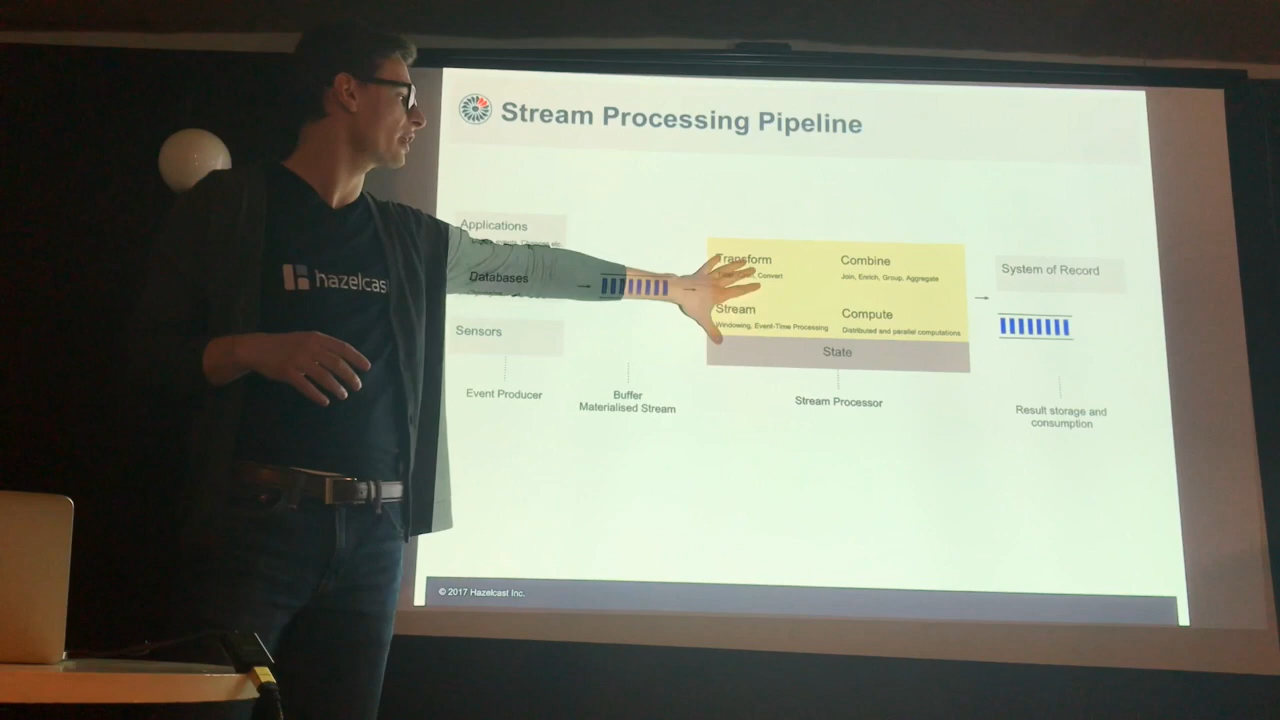 Stream Processing Pipeline
hazelcas
Applications
Databases
Sensors
Event Producer
Buffer
Materialised Stream
Transform
Convert
Combine
Join, Enrich, Group, Aggregate
Stream
Windowing, Event-Time Processing
Compute
Distributed and parallel computations
State
Stream Processor
System of Record
Result storage and
consumption
© 2017 Hazelcast Inc.